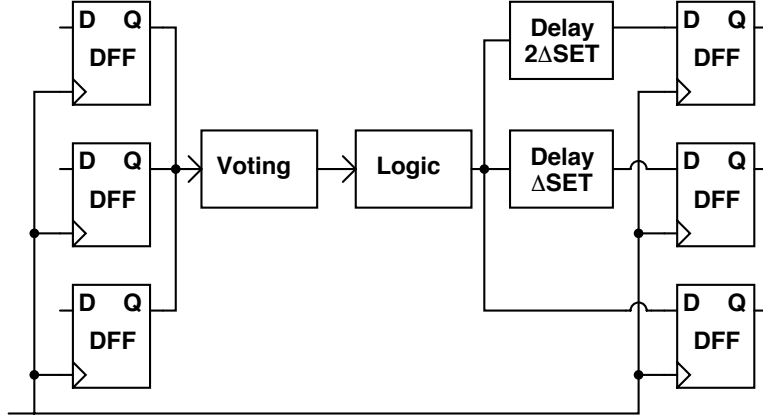 D Q
DFF
D Q
DFF
D Q
DFF
Voting
Logic
Delay
2ΔSET
Delay
ΔSET
D Q
DFF
D Q
DFF
D Q
DFF